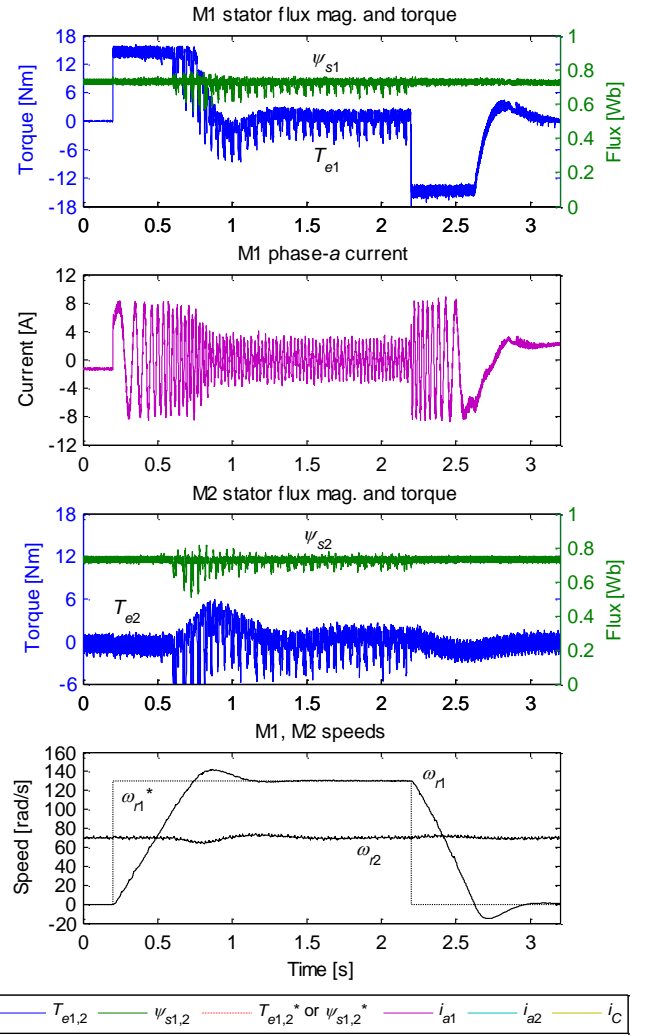 M1 stator flux mag. and torque
Torque [Nm]
18
12
6
0
-6
-12
-18
ψs1
Te1
1
0.8
0.6
0.4
0.2
0
Flux [Wb]
0 0.5 1 1.5 2 2.5 3
M1 phase-a current
Current [A]
12
8
4
0
-4
-8
-12
0 0.5 1 1.5 2 2.5 3
M2 stator flux mag. and torque
Torque [Nm]
18
12
6
0
-6
ψs2
Te2
1
0.8
0.6
0.4
0.2
0
Flux [Wb]
0 0.5 1 1.5 2 2.5 3
M1, M2 speeds
Speed [rad/s]
160
140
120
100
80
60
40
20
0
-20
ωr1*
ωr1
ωr2
0 0.5 1 1.5 2 2.5 3
Time [s]
Te1,2 ψs1,2 Te1,2* or ψs1,2* ia1 ia2 iC